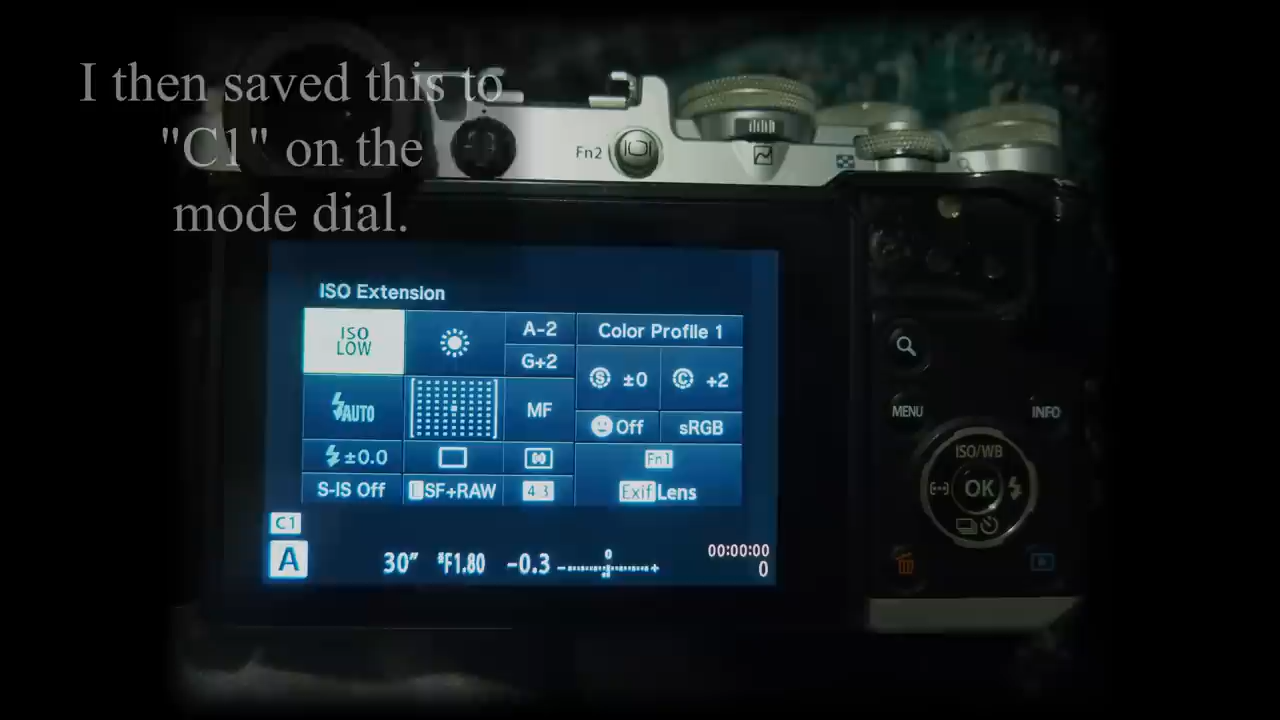 I then saved this to
"C1" on the
mode dial.
Fn2
ISO Extension
ISO
LOW
A-2
G+2
Color Profile 1
S ±0
C +2
AUTO
MF
Off
sRGB
±0.0
Fn1
S-IS Off
SF+RAW
4:3
Exif Lens
C1
A
30"
F1.80
-0.3
0
00:00:00
0
MENU
INFO
ISO/WB
OK